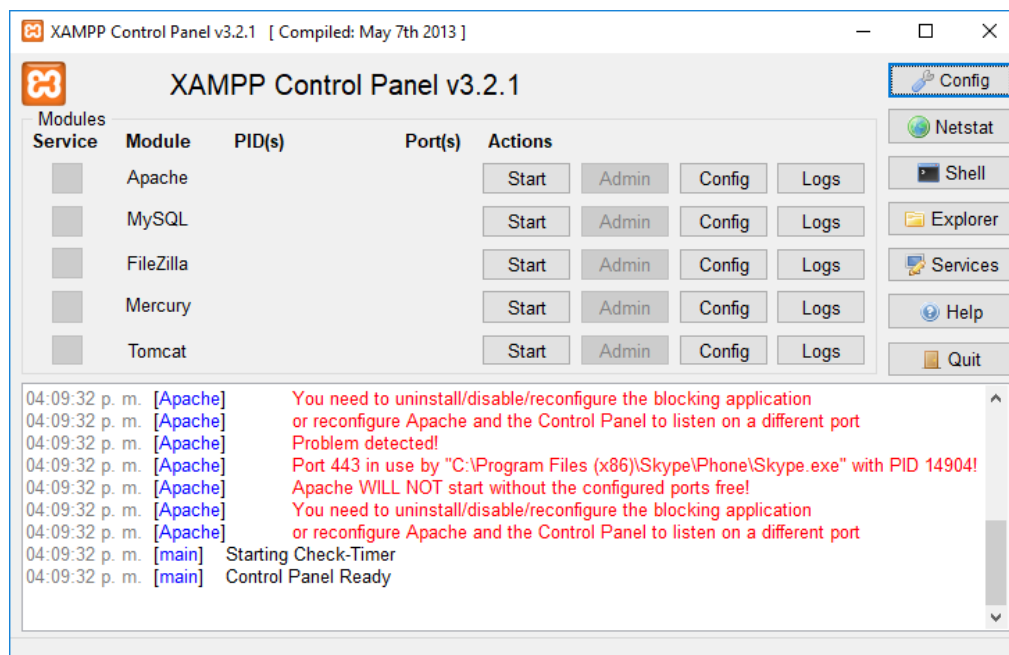 XAMPP Control Panel v3.2.1 [ Compiled: May 7th 2013 ]
XAMPP Control Panel v3.2.1
Config
Modules
Service Module PID(s) Port(s) Actions
Netstat
Apache Start Admin Config Logs
Shell
MySQL Start Admin Config Logs
Explorer
FileZilla Start Admin Config Logs
Services
Mercury Start Admin Config Logs
Help
Tomcat Start Admin Config Logs
Quit
04:09:32 p. m. [Apache] You need to uninstall/disable/reconfigure the blocking application
04:09:32 p. m. [Apache] or reconfigure Apache and the Control Panel to listen on a different port
04:09:32 p. m. [Apache] Problem detected!
04:09:32 p. m. [Apache] Port 443 in use by "C:\Program Files (x86)\Skype\Phone\Skype.exe" with PID 14904!
04:09:32 p. m. [Apache] Apache WILL NOT start without the configured ports free!
04:09:32 p. m. [Apache] You need to uninstall/disable/reconfigure the blocking application
04:09:32 p. m. [Apache] or reconfigure Apache and the Control Panel to listen on a different port
04:09:32 p. m. [main] Starting Check-Timer
04:09:32 p. m. [main] Control Panel Ready